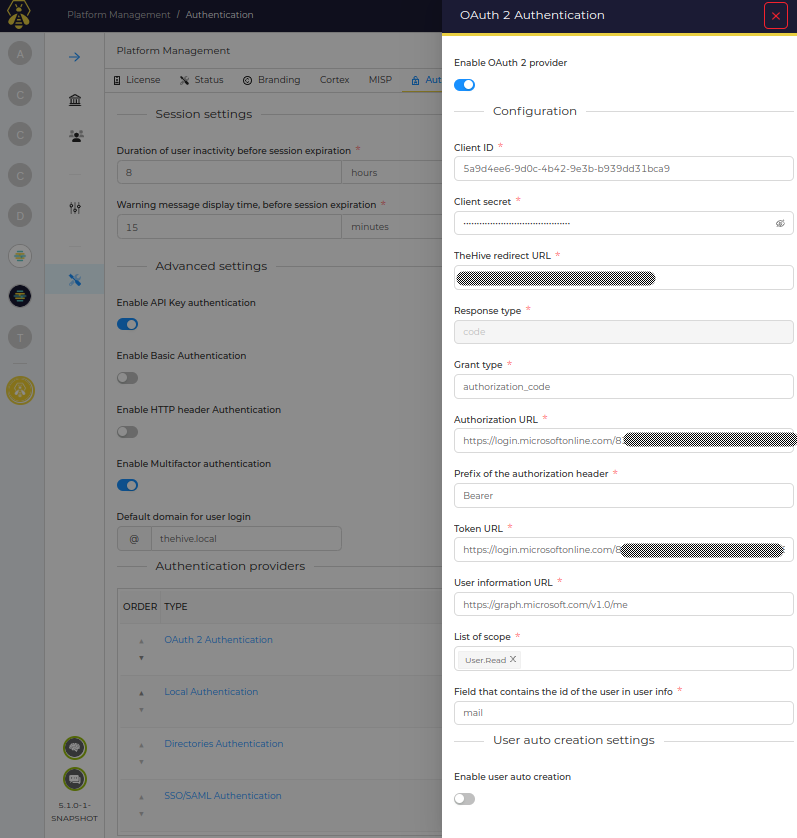 Platform Management / Authentication
OAuth 2 Authentication
A
C
C
C
D
T
5.1.0-1-
SNAPSHOT
Platform Management
License
Status
Branding
Cortex
MISP
Aut
Session settings
Duration of user inactivity before session expiration *
8 hours
Warning message display time, before session expiration *
15 minutes
Advanced settings
Enable API Key authentication
Enable Basic Authentication
Enable HTTP header Authentication
Enable Multifactor authentication
Default domain for user login
@ thehive.local
Authentication providers
ORDER TYPE
OAuth 2 Authentication
Local Authentication
Directories Authentication
SSO/SAML Authentication
Enable OAuth 2 provider
Configuration
Client ID *
5a9d4ee6-9d0c-4b42-9e3b-b939dd31bca9
Client secret *
TheHive redirect URL *
Response type *
code
Grant type *
authorization_code
Authorization URL *
https://login.microsoftonline.com/8
Prefix of the authorization header *
Bearer
Token URL *
https://login.microsoftonline.com/8
User information URL *
https://graph.microsoft.com/v1.0/me
List of scope *
User.Read
Field that contains the id of the user in user info *
mail
User auto creation settings
Enable user auto creation